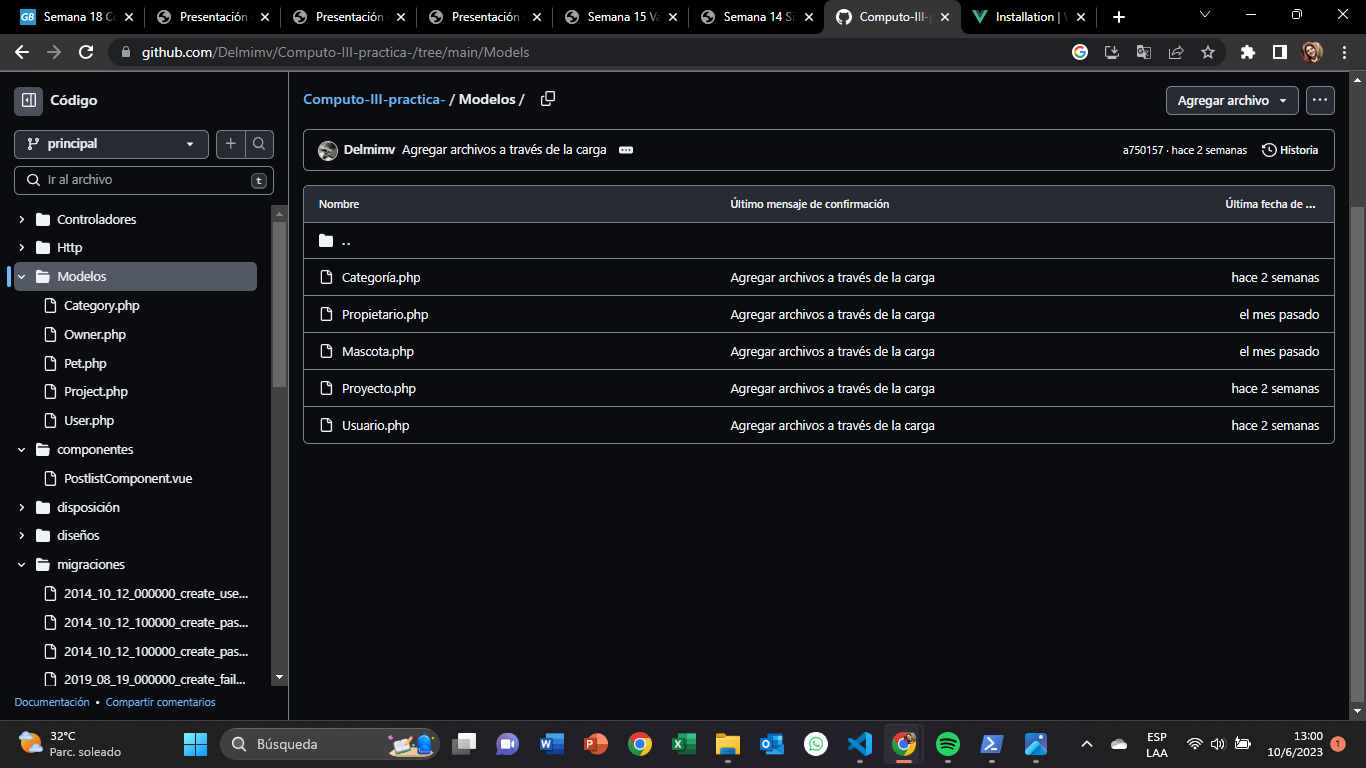 GB Semana 18 C
Presentación
Presentación
Presentación
Semana 15 Va
Semana 14 Si
Computo-III-p
Installation | V
github.com/Delmimv/Computo-III-practica-/tree/main/Models
Código
principal
Ir al archivo
t
Controladores
Http
Modelos
Category.php
Owner.php
Pet.php
Project.php
User.php
componentes
PostlistComponent.vue
disposición
diseños
migraciones
2014_10_12_000000_create_use...
2014_10_12_100000_create_pas...
2014_10_12_100000_create_pas...
2019_08_19_000000_create_fail...
Documentación • Compartir comentarios
Computo-III-practica- / Modelos /
Agregar archivo
Delmimv Agregar archivos a través de la carga
a750157 · hace 2 semanas Historia
Nombre Último mensaje de confirmación Última fecha de ...
..
Categoría.php Agregar archivos a través de la carga hace 2 semanas
Propietario.php Agregar archivos a través de la carga el mes pasado
Mascota.php Agregar archivos a través de la carga el mes pasado
Proyecto.php Agregar archivos a través de la carga hace 2 semanas
Usuario.php Agregar archivos a través de la carga hace 2 semanas
32°C
Parc. soleado
Búsqueda
ESP
LAA
13:00
10/6/2023
1